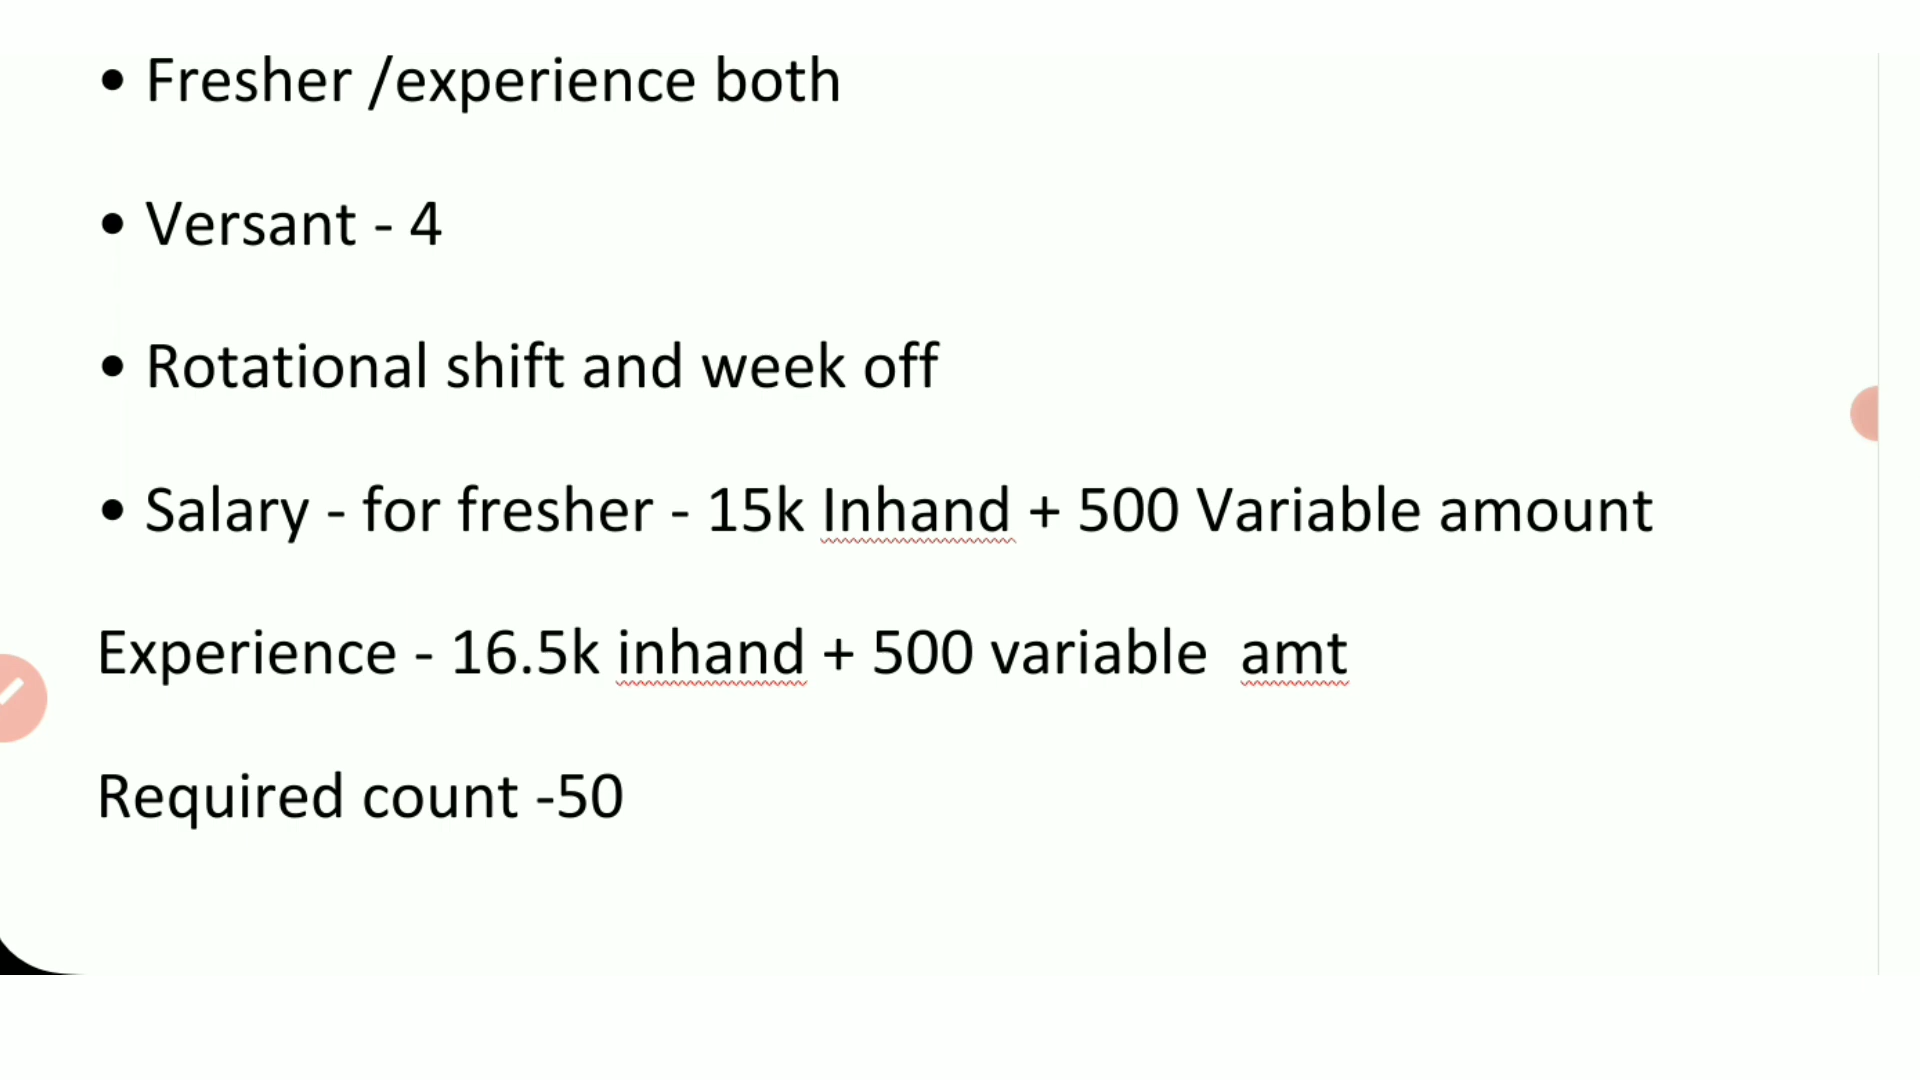 • Fresher /experience both
• Versant - 4
• Rotational shift and week off
• Salary - for fresher - 15k Inhand + 500 Variable amount
Experience - 16.5k inhand + 500 variable  amt
Required count -50